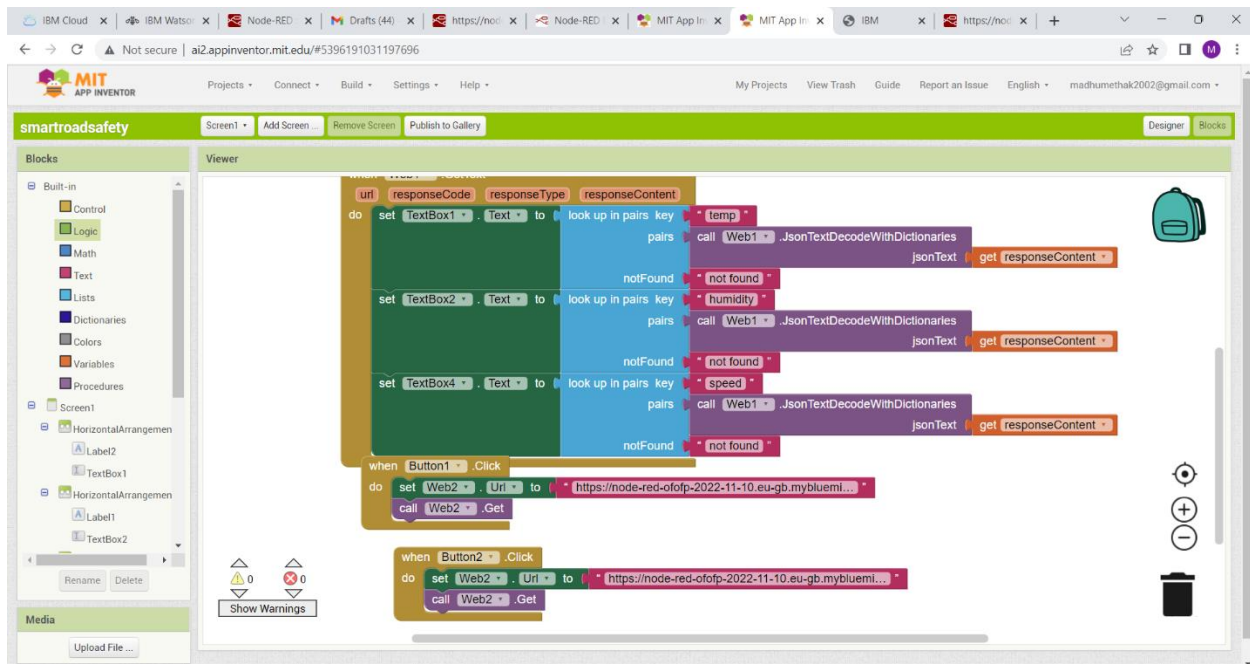 IBM Cloud
IBM Watso
Node-RED
Drafts (44)
https://nod
Node-RED
MIT App In
MIT App In
IBM
https://nod
Not secure | ai2.appinventor.mit.edu/#5396191031197696
M
MIT
APP INVENTOR
Projects Connect Build Settings Help
My Projects View Trash Guide Report an Issue English madhumethak2002@gmail.com
smartroadsafety
Screen1 Add Screen ... Remove Screen Publish to Gallery
Designer Blocks
Blocks
Viewer
Built-in
Control
Logic
Math
Text
Lists
Dictionaries
Colors
Variables
Procedures
Screen1
HorizontalArrangemen
Label2
TextBox1
HorizontalArrangemen
Label1
TextBox2
Rename Delete
Media
Upload File ...
url responseCode responseType responseContent
do set TextBox1 . Text to look up in pairs key " temp "
pairs call Web1 .JsonTextDecodeWithDictionaries
jsonText get responseContent
notFound " not found "
set TextBox2 . Text to look up in pairs key " humidity "
pairs call Web1 .JsonTextDecodeWithDictionaries
jsonText get responseContent
notFound " not found "
set TextBox4 . Text to look up in pairs key " speed "
pairs call Web1 .JsonTextDecodeWithDictionaries
jsonText get responseContent
notFound " not found "
when Button1 .Click
do set Web2 . Url to " https://node-red-ofofp-2022-11-10.eu-gb.mybluemi... "
call Web2 .Get
when Button2 .Click
do set Web2 . Url to " https://node-red-ofofp-2022-11-10.eu-gb.mybluemi... "
call Web2 .Get
0 0
Show Warnings